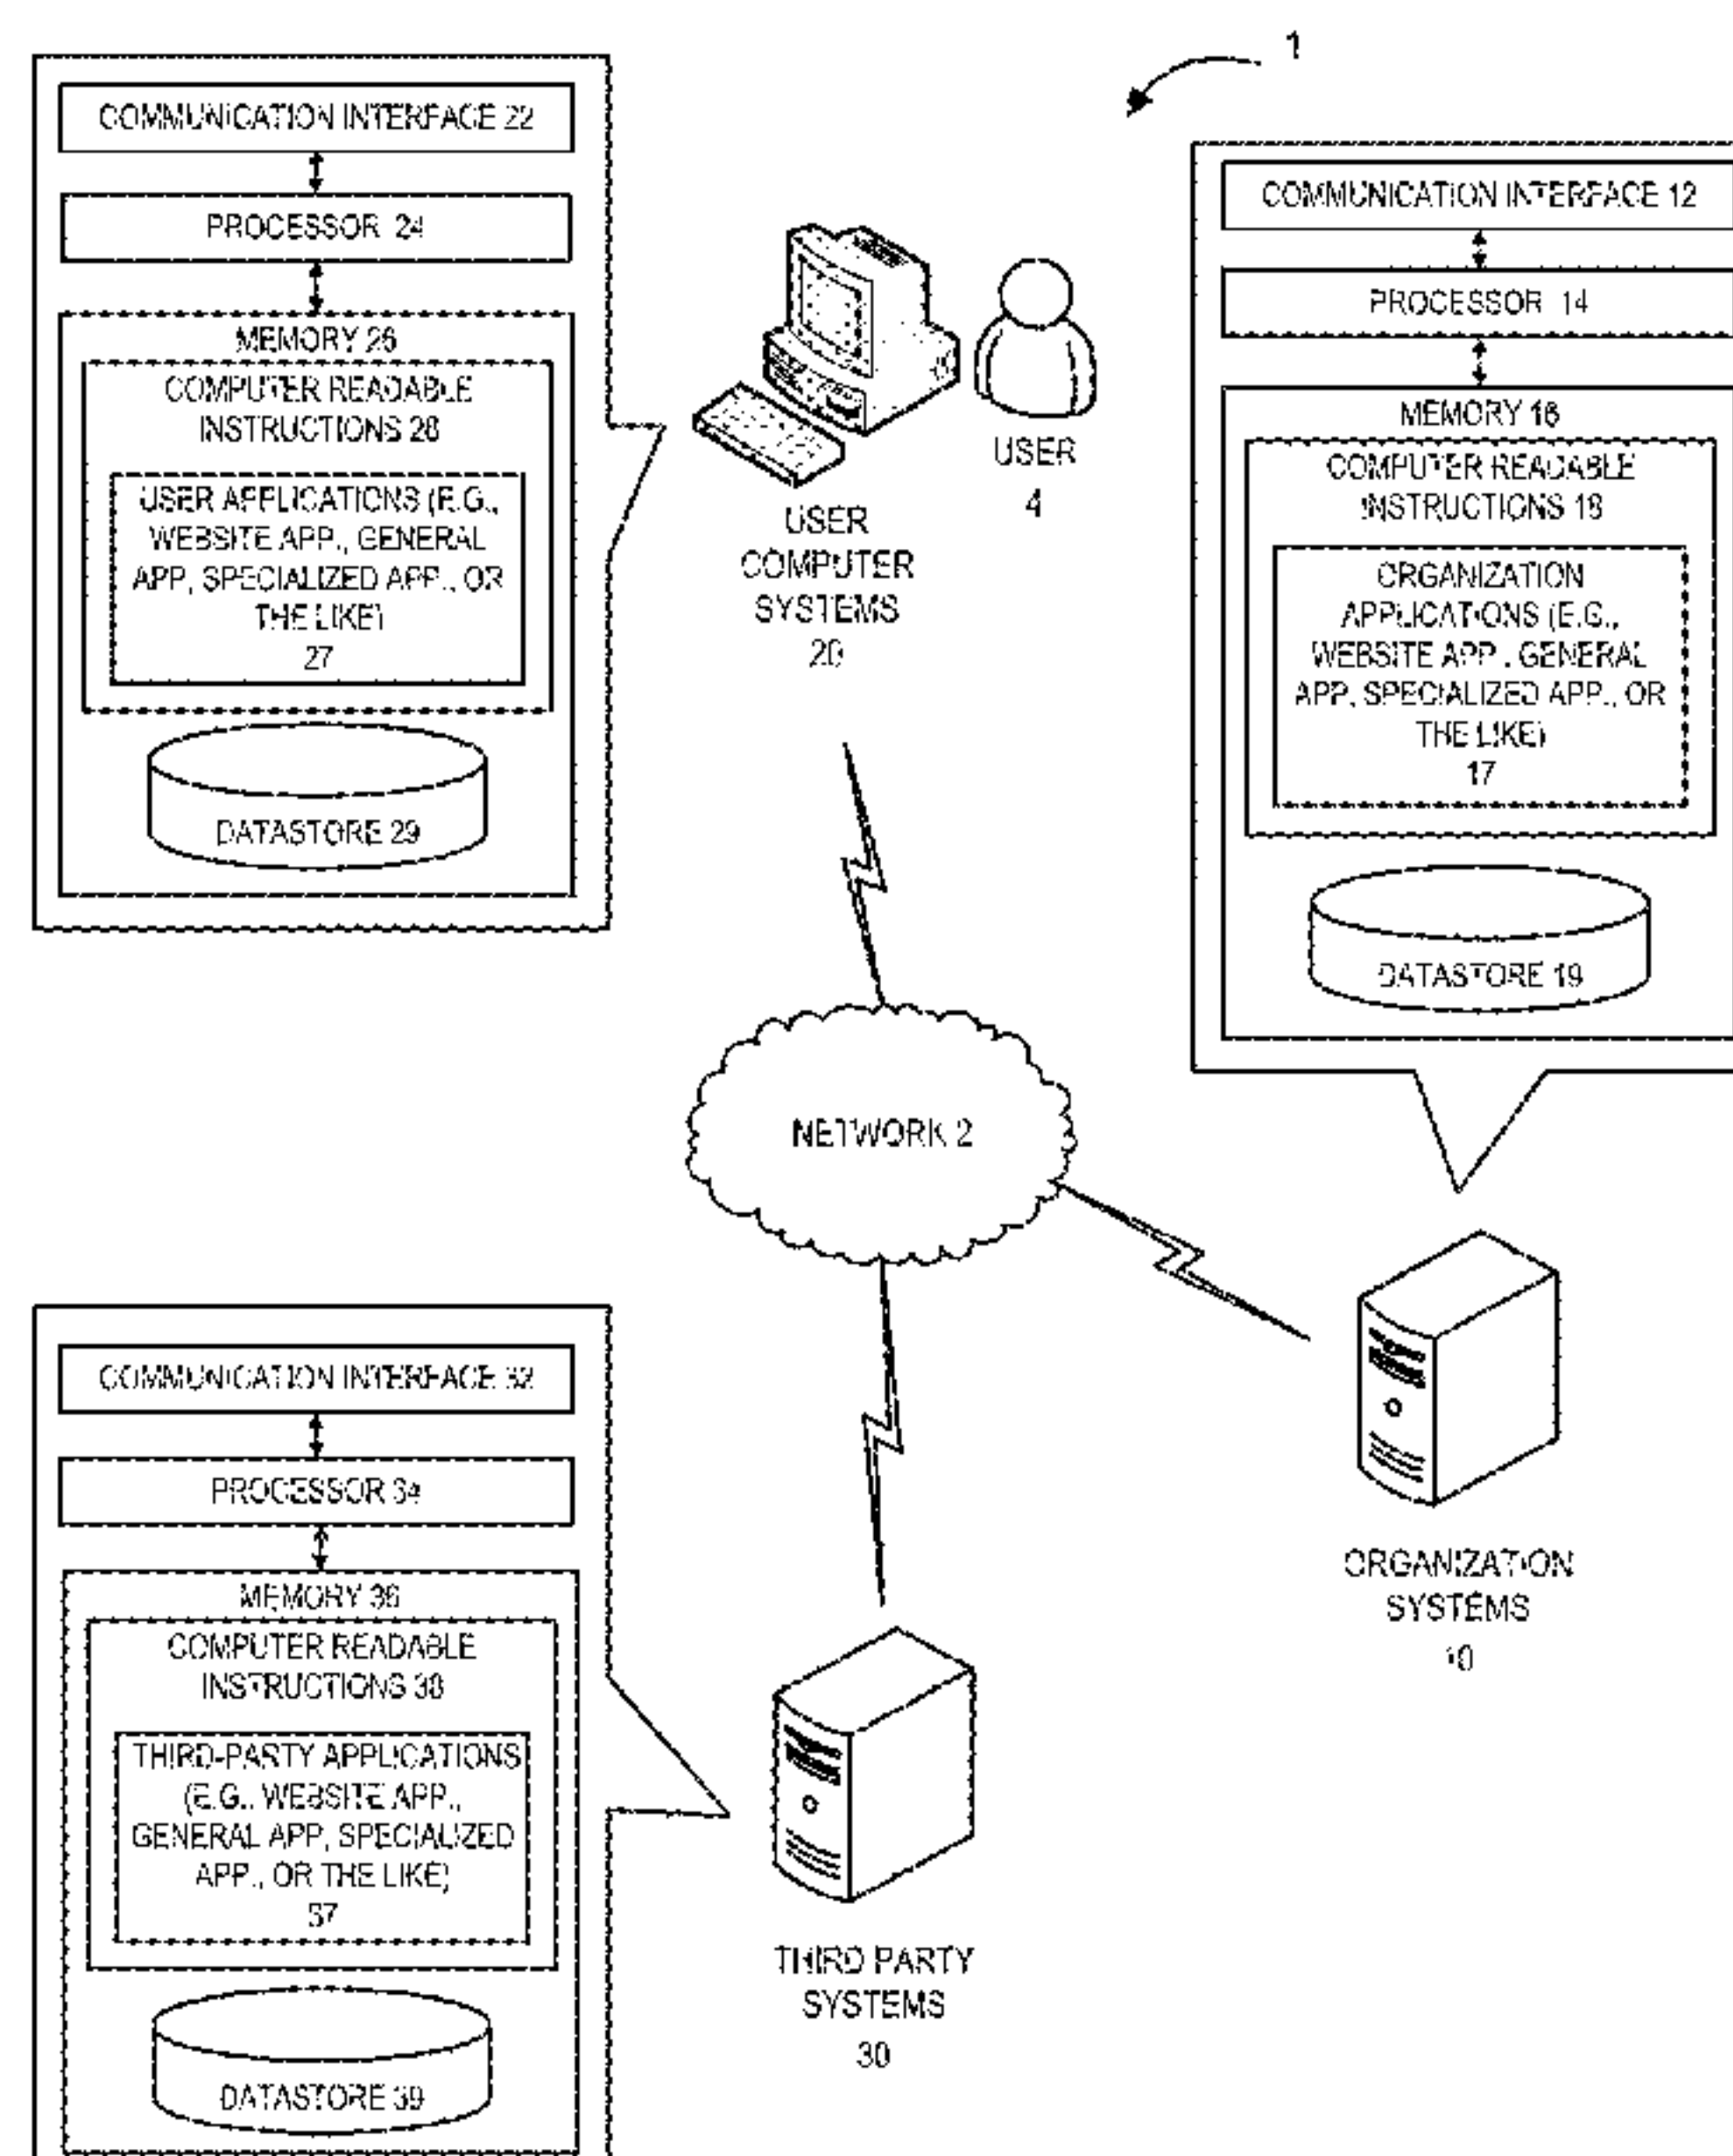 1
COMMUNICATION INTERFACE 22
PROCESSOR 24
MEMORY 26
COMPUTER READABLE
INSTRUCTIONS 28
USER APPLICATIONS (E.G.,
WEBSITE APP., GENERAL
APP, SPECIALIZED APP., OR
THE LIKE)
27
DATASTORE 29
USER
COMPUTER
SYSTEMS
20
USER
4
COMMUNICATION INTERFACE 12
PROCESSOR 14
MEMORY 16
COMPUTER READABLE
INSTRUCTIONS 18
ORGANIZATION
APPLICATIONS (E.G.,
WEBSITE APP., GENERAL
APP, SPECIALIZED APP., OR
THE LIKE)
17
DATASTORE 19
NETWORK 2
ORGANIZATION
SYSTEMS
10
COMMUNICATION INTERFACE 32
PROCESSOR 34
MEMORY 36
COMPUTER READABLE
INSTRUCTIONS 38
THIRD-PARTY APPLICATIONS
(E.G., WEBSITE APP.,
GENERAL APP, SPECIALIZED
APP., OR THE LIKE)
37
DATASTORE 39
THIRD PARTY
SYSTEMS
30